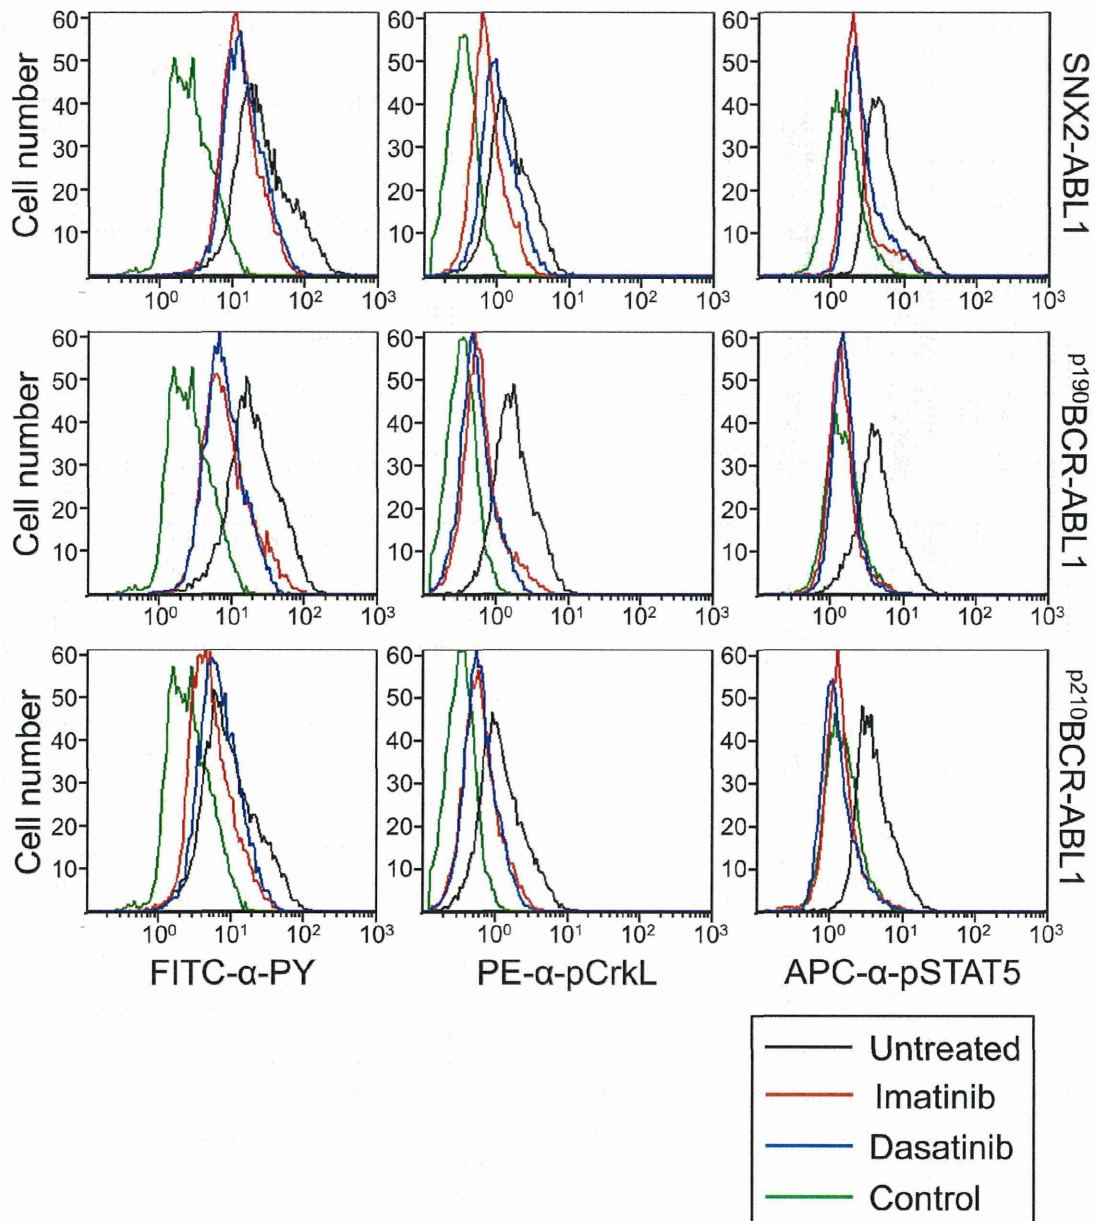 60 50 40 30 20 10 60 50 40 30 20 10 60 50 40 30 20 10
Cell number
SNX2-ABL1
10⁰ 10¹ 10² 10³ 10⁰ 10¹ 10² 10³ 10⁰ 10¹ 10² 10³
60 50 40 30 20 10 60 50 40 30 20 10 60 50 40 30 20 10
Cell number
p190BCR-ABL1
10⁰ 10¹ 10² 10³ 10⁰ 10¹ 10² 10³ 10⁰ 10¹ 10² 10³
60 50 40 30 20 10 60 50 40 30 20 10 60 50 40 30 20 10
Cell number
p210BCR-ABL1
10⁰ 10¹ 10² 10³ 10⁰ 10¹ 10² 10³ 10⁰ 10¹ 10² 10³
FITC-α-PY PE-α-pCrkL APC-α-pSTAT5
Untreated
Imatinib
Dasatinib
Control